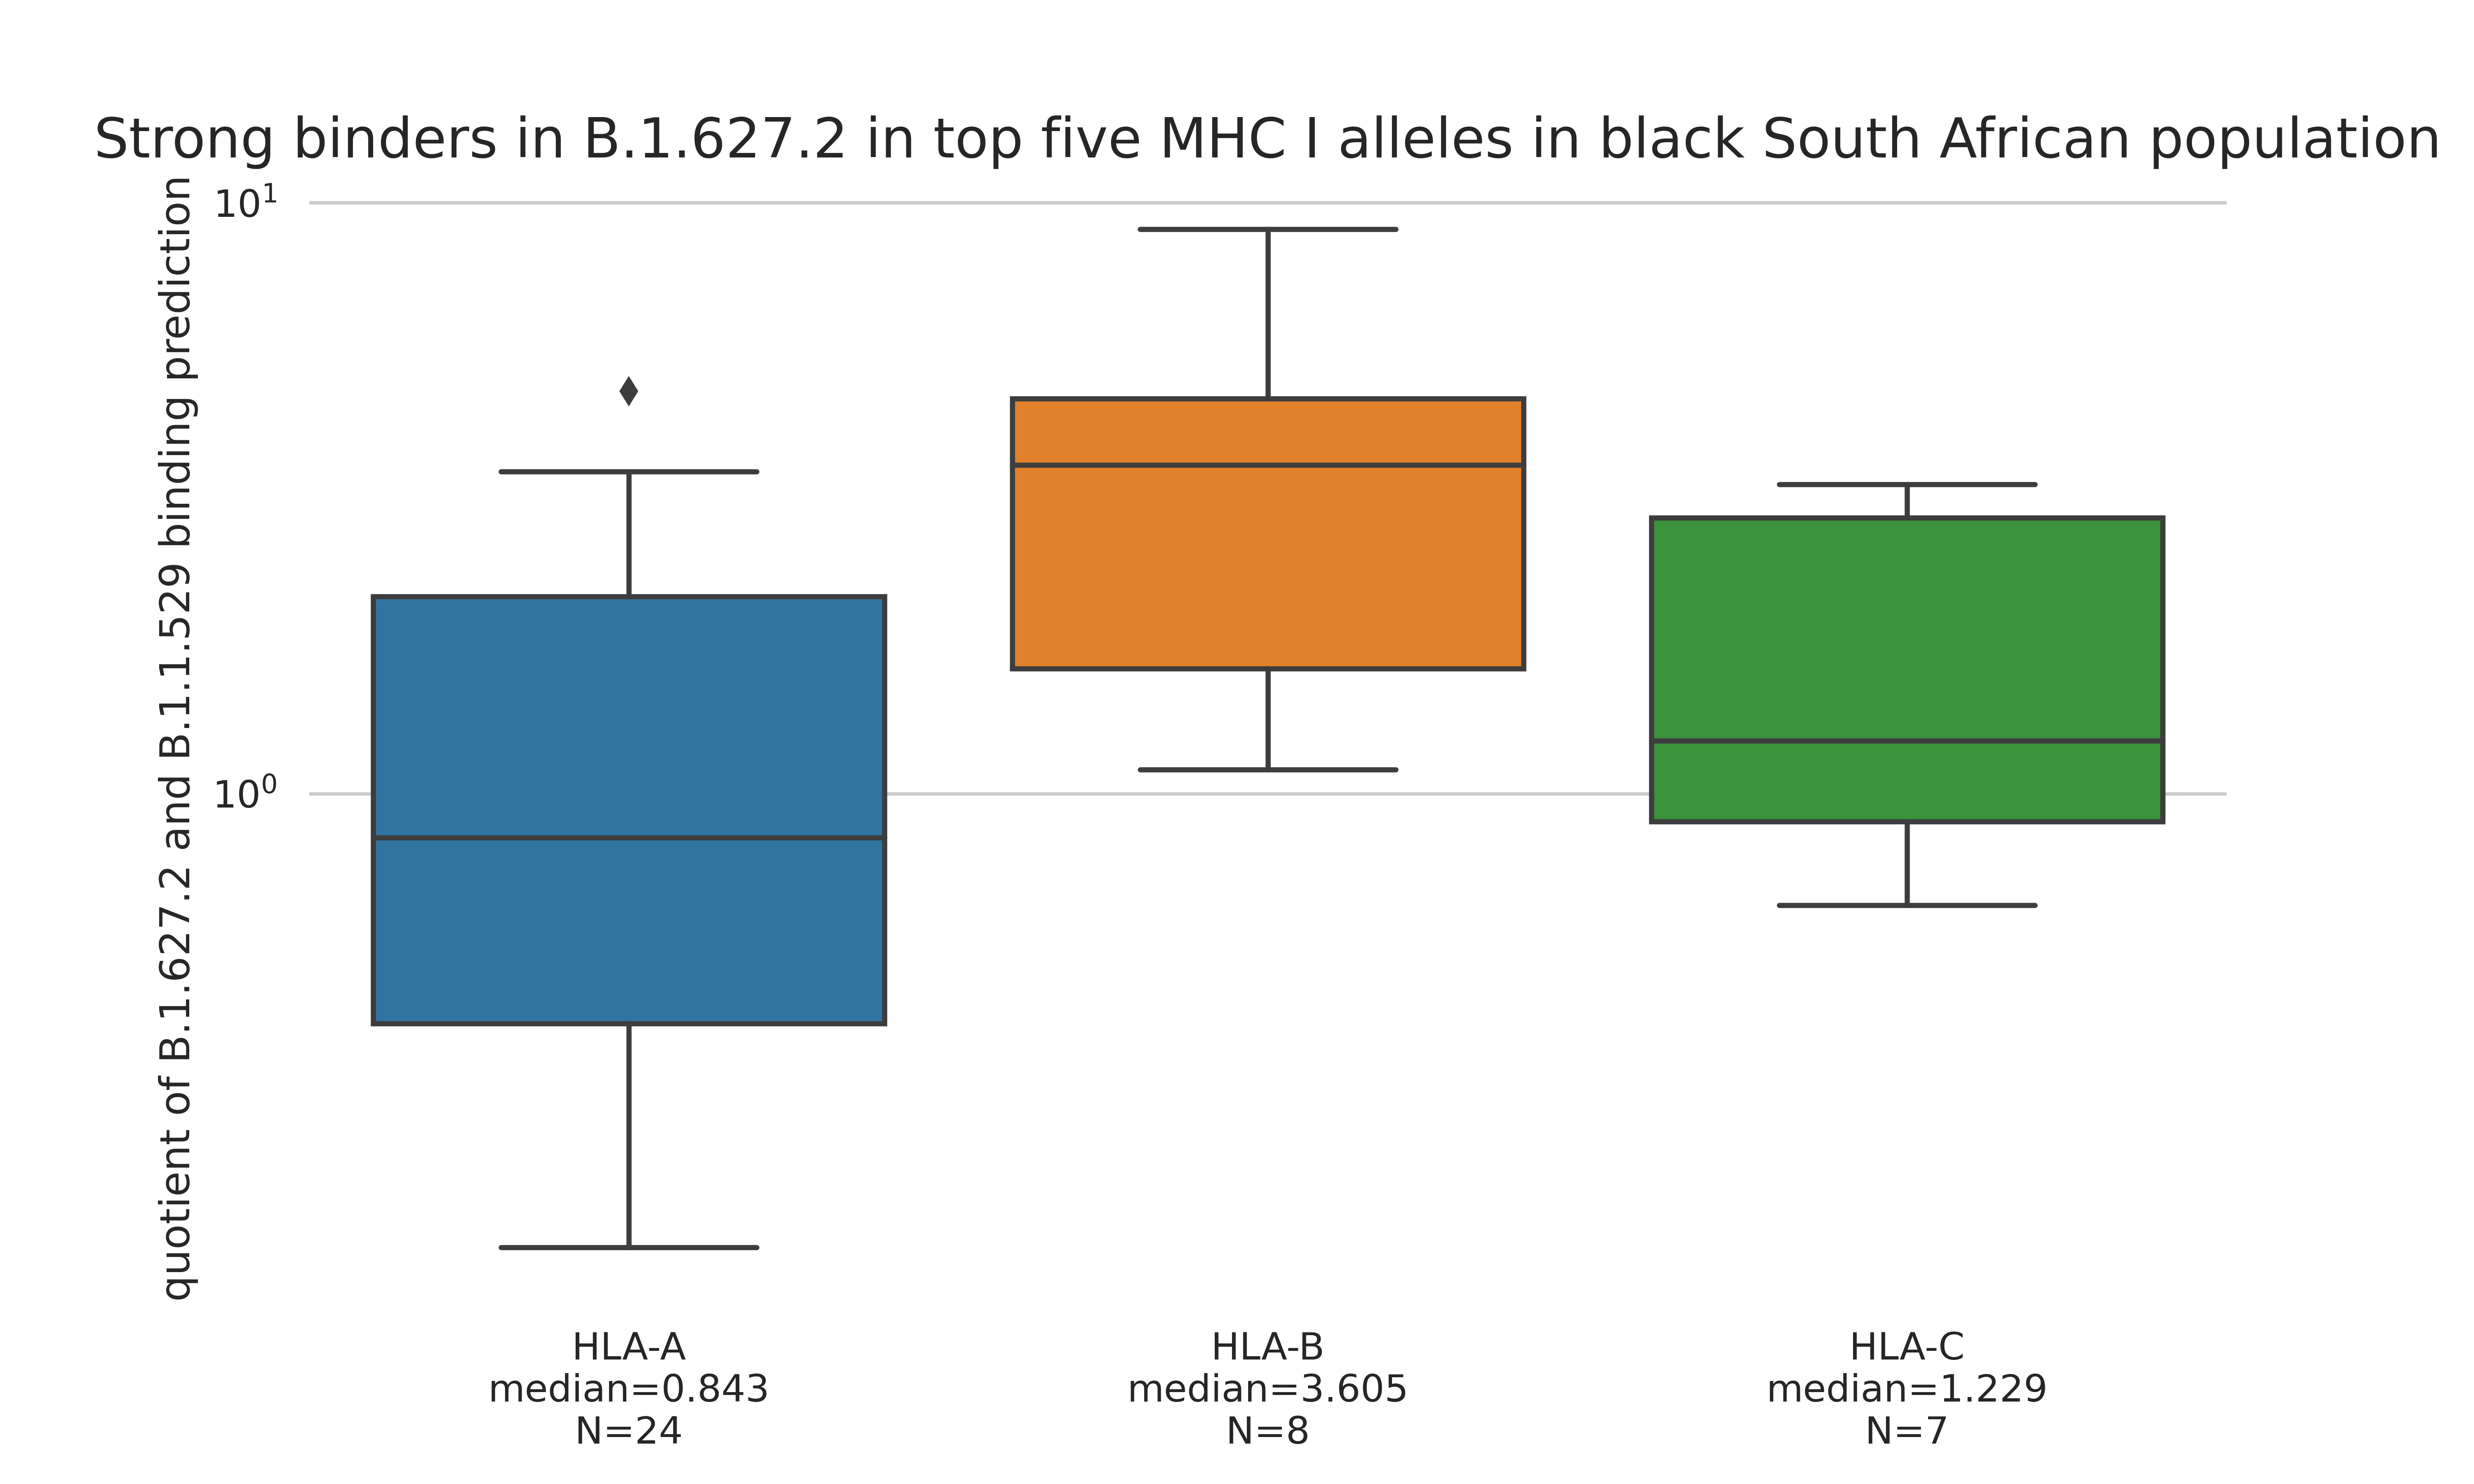 Strong binders in B.1.627.2 in top five MHC I alleles in black South African population
quotient of B.1.627.2 and B.1.1.529 binding prediction
10¹
10⁰
HLA-A
median=0.843
N=24
HLA-B
median=3.605
N=8
HLA-C
median=1.229
N=7